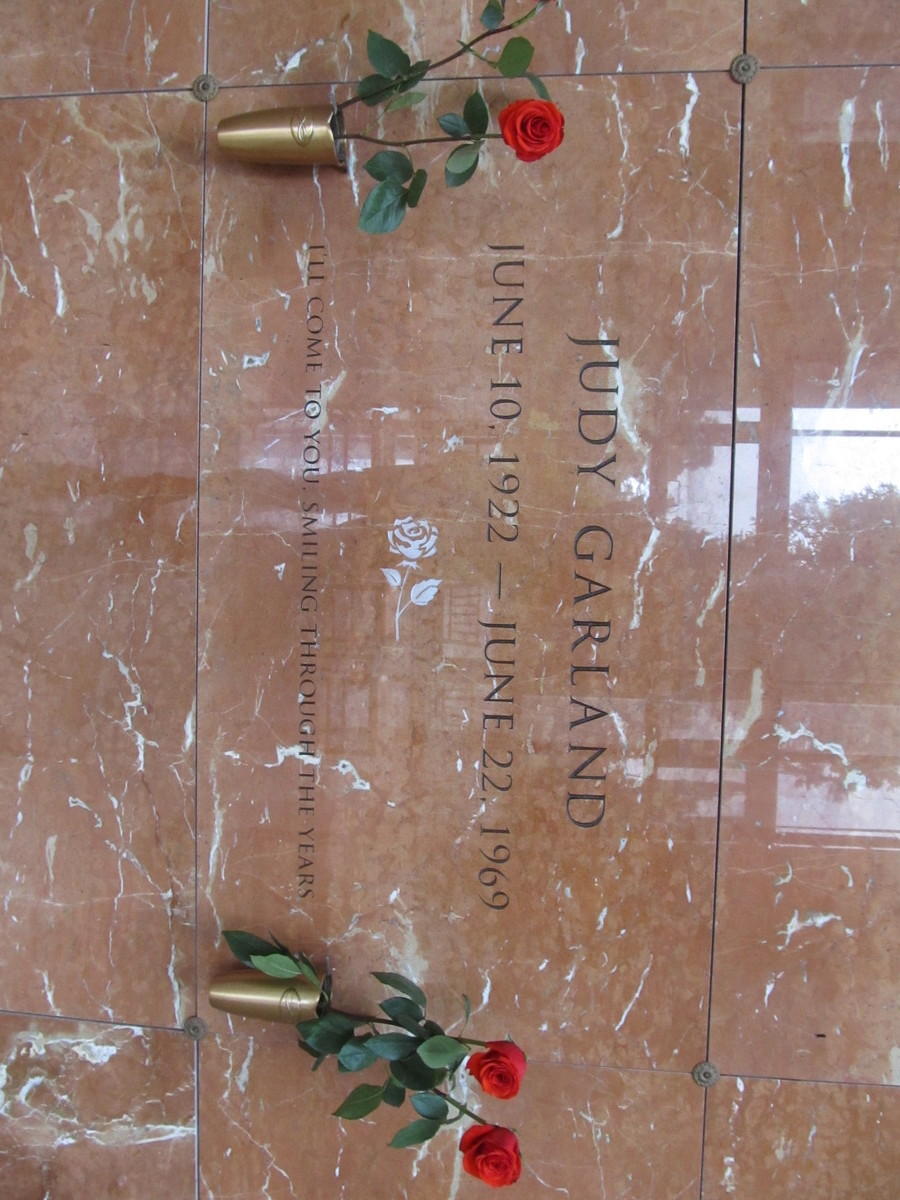 JUDY GARLAND
JUNE 10, 1922 — JUNE 22, 1969
I'LL COME TO YOU, SMILING THROUGH THE YEARS